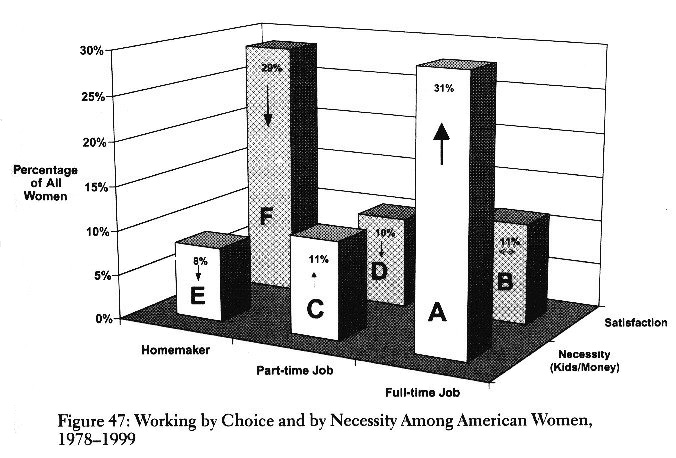 30%
25%
20%
15%
10%
5%
0%
Percentage
of All
Women
29%
F
31%
A
8%
E
11%
C
10%
D
11%
B
Homemaker
Part-time Job
Full-time Job
Satisfaction
Necessity
(Kids/Money)
Figure 47: Working by Choice and by Necessity Among American Women,
1978–1999